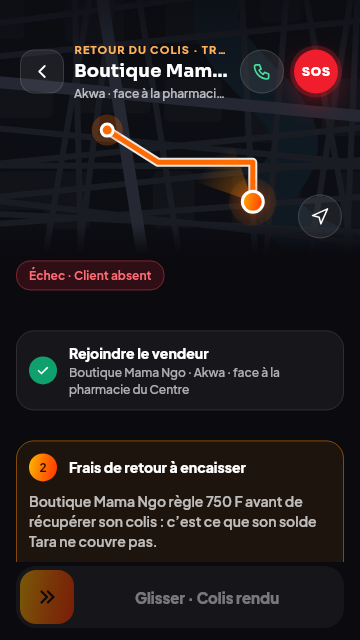 RETOUR DU COLIS · TR…
Boutique Mam…
SOS
Akwa · face à la pharmaci…
Échec · Client absent
Rejoindre le vendeur
Boutique Mama Ngo · Akwa · face à la
pharmacie du Centre
2
Frais de retour à encaisser
Boutique Mama Ngo règle 750 F avant de
récupérer son colis : c’est ce que son solde
Tara ne couvre pas.
Glisser · Colis rendu